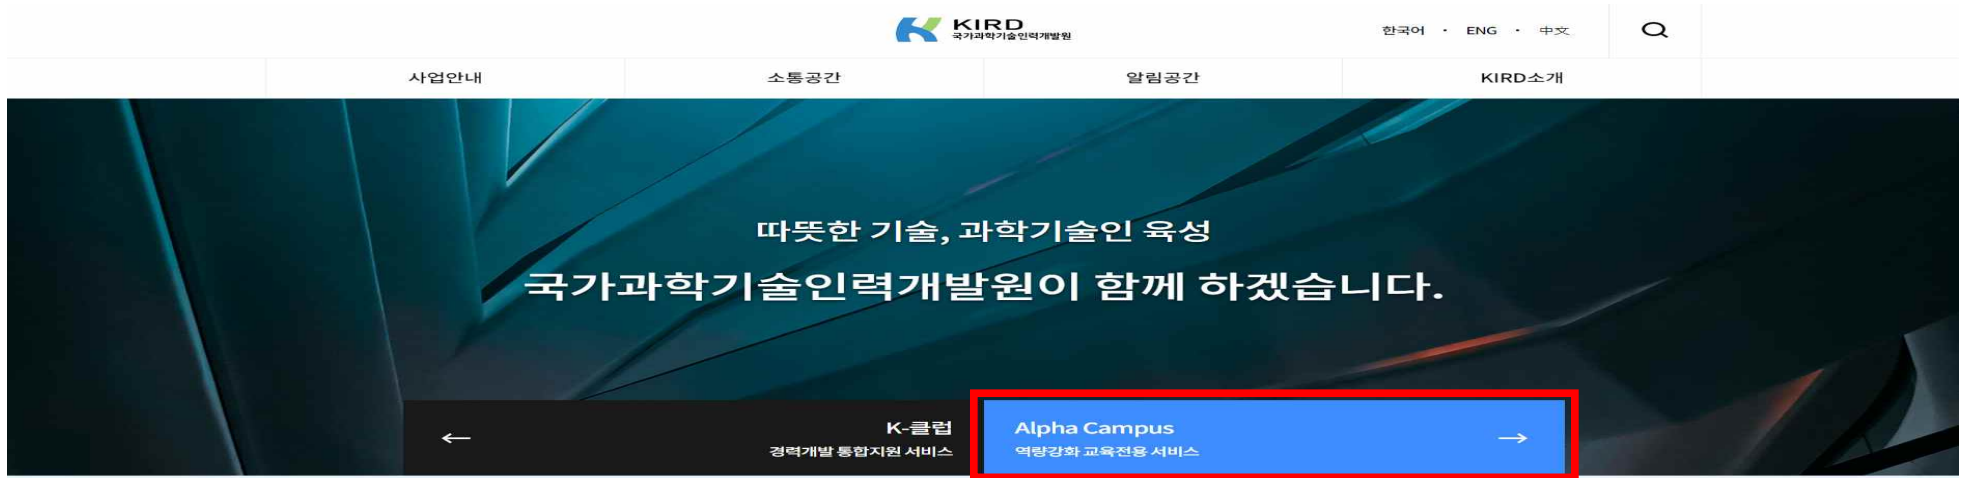 KIRD
국가과학기술인력개발원
한국어 · ENG · 中文
사업안내 소통공간 알림공간 KIRD소개
따뜻한 기술, 과학기술인 육성
국가과학기술인력개발원이 함께 하겠습니다.
← K-클럽
경력개발 통합지원 서비스
Alpha Campus →
역량강화 교육전용 서비스